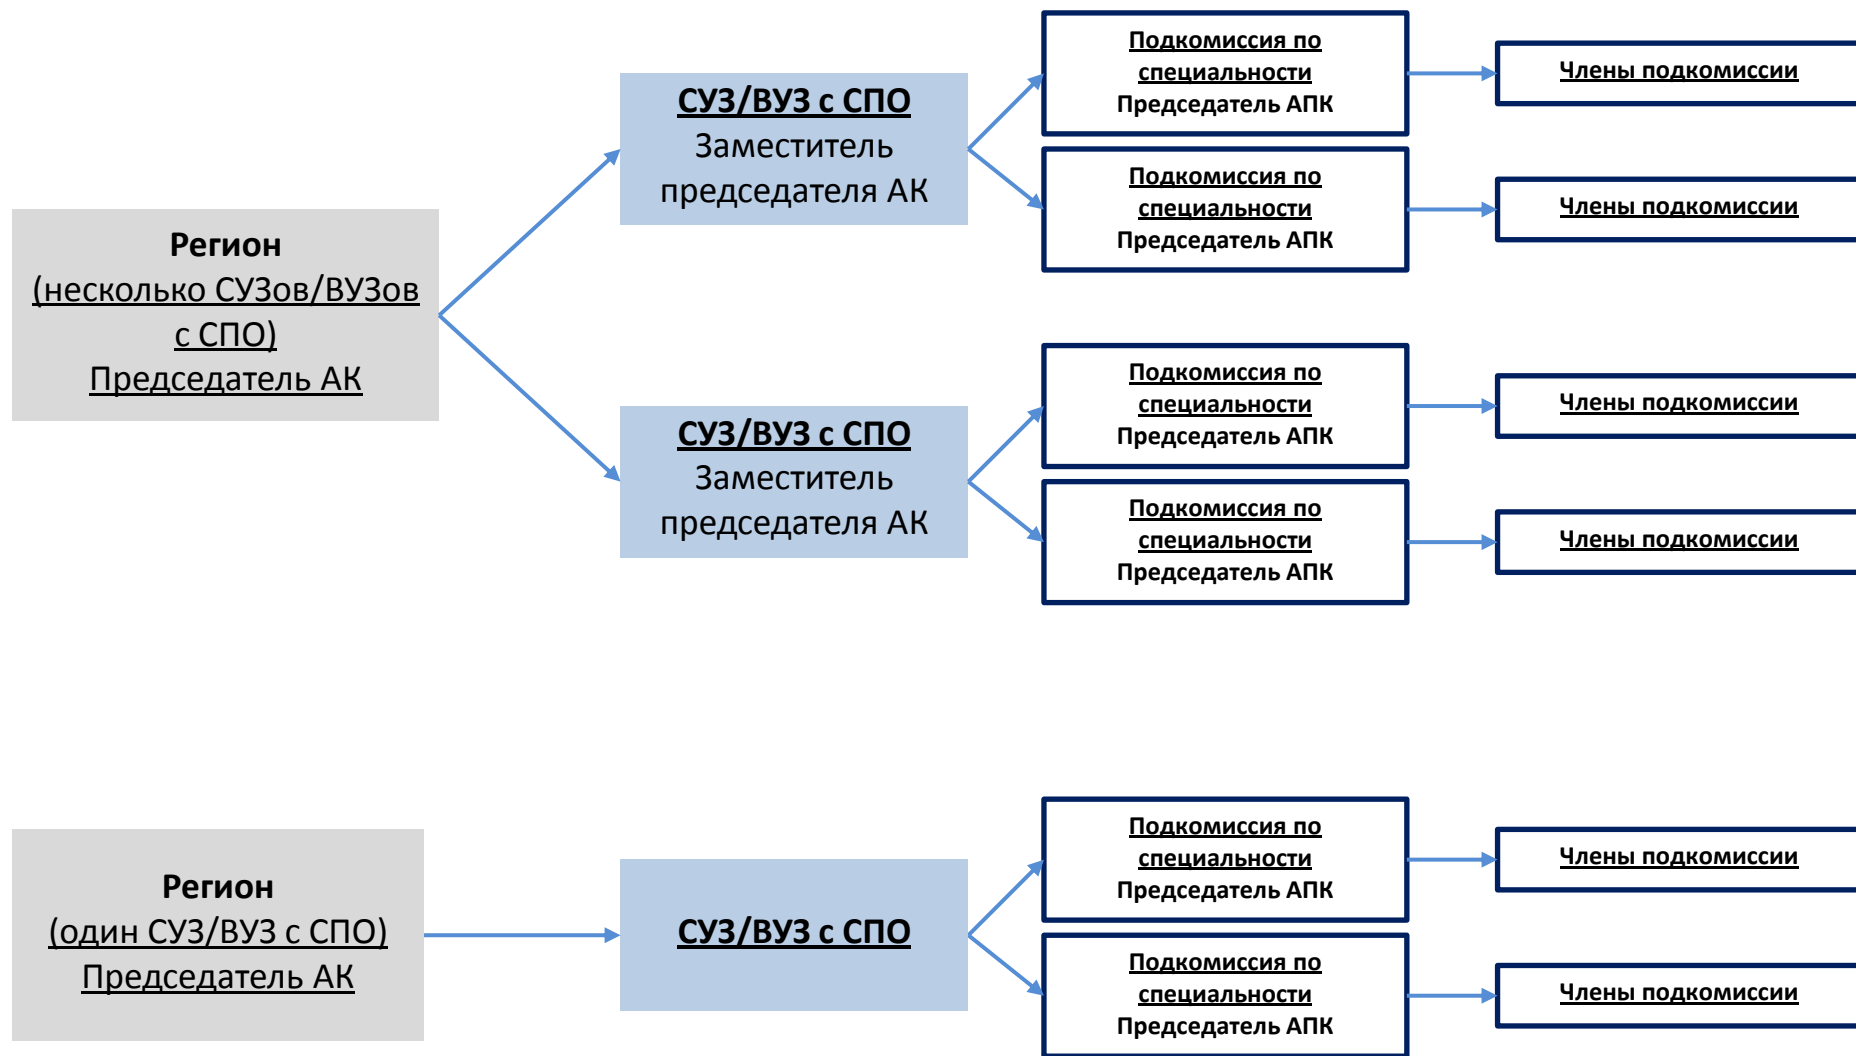 Регион
(несколько СУЗов/ВУЗов
с СПО)
Председатель АК
СУЗ/ВУЗ с СПО
Заместитель
председателя АК
Подкомиссия по
специальности
Председатель АПК
Члены подкомиссии
Подкомиссия по
специальности
Председатель АПК
Члены подкомиссии
СУЗ/ВУЗ с СПО
Заместитель
председателя АК
Подкомиссия по
специальности
Председатель АПК
Члены подкомиссии
Подкомиссия по
специальности
Председатель АПК
Члены подкомиссии
Регион
(один СУЗ/ВУЗ с СПО)
Председатель АК
СУЗ/ВУЗ с СПО
Подкомиссия по
специальности
Председатель АПК
Члены подкомиссии
Подкомиссия по
специальности
Председатель АПК
Члены подкомиссии